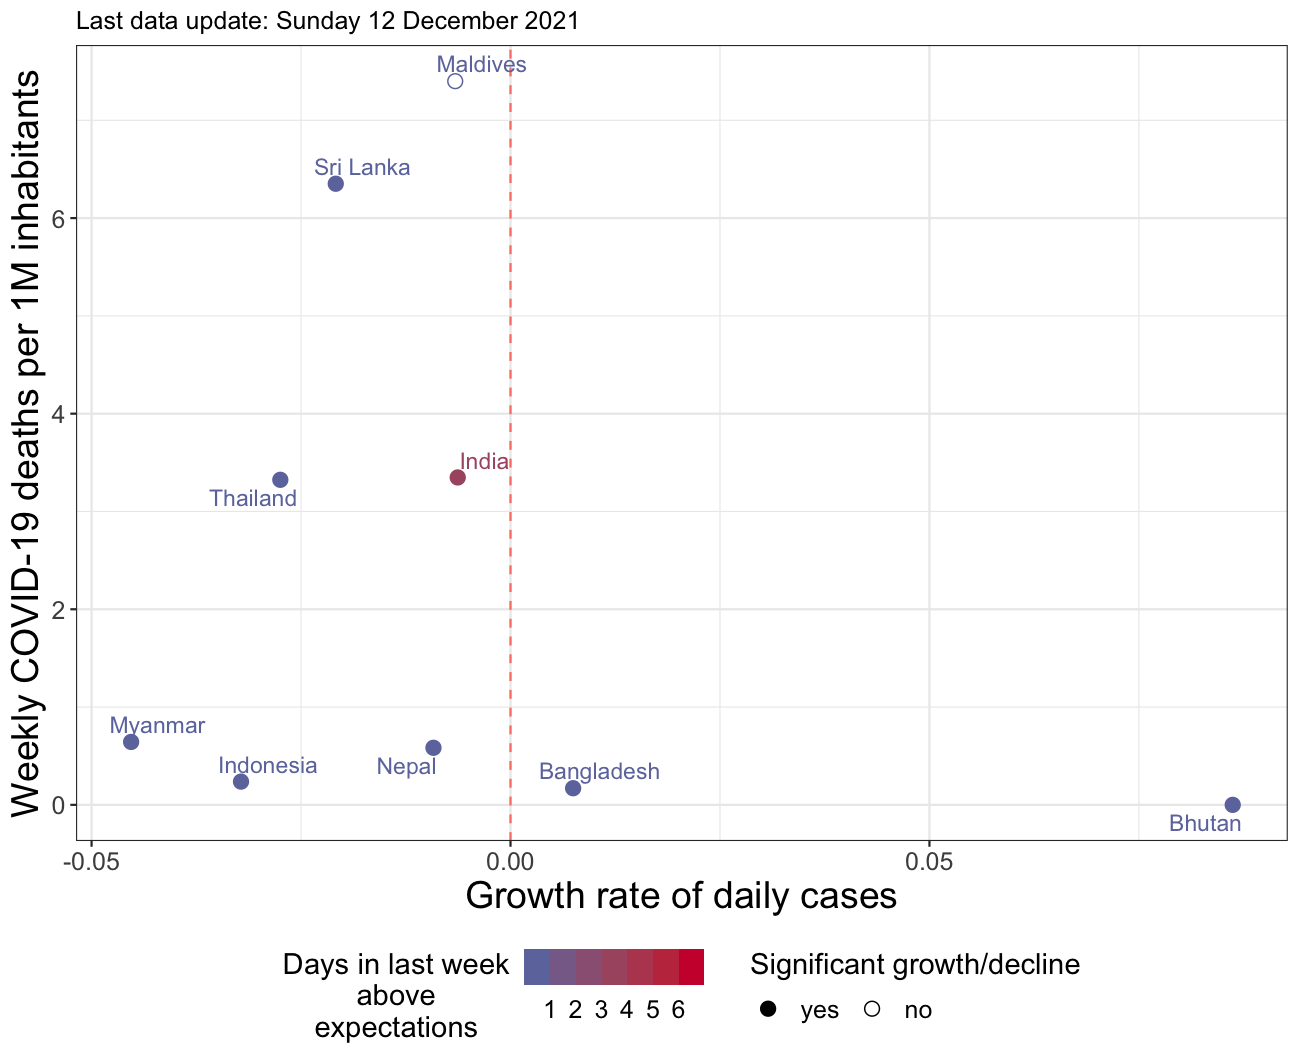 Last data update: Sunday 12 December 2021
Weekly COVID-19 deaths per 1M inhabitants
Maldives
Sri Lanka
6
4
India
Thailand
2
Myanmar
Indonesia
Nepal
Bangladesh
0
Bhutan
-0.05 0.00 0.05
Growth rate of daily cases
Days in last week
above
expectations
1 2 3 4 5 6
Significant growth/decline
yes no